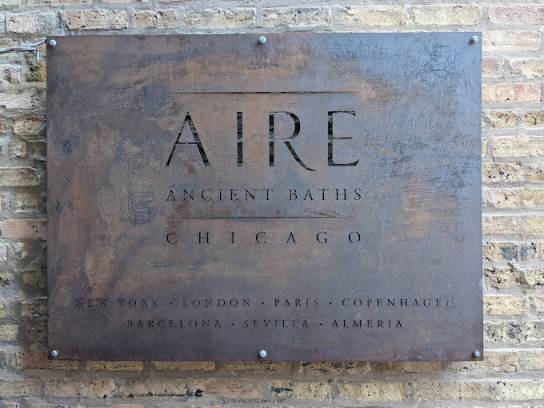 AIRE
ANCIENT BATHS
CHICAGO
NEW YORK · LONDON · PARIS · COPENHAGEN
BARCELONA · SEVILLA · ALMERIA